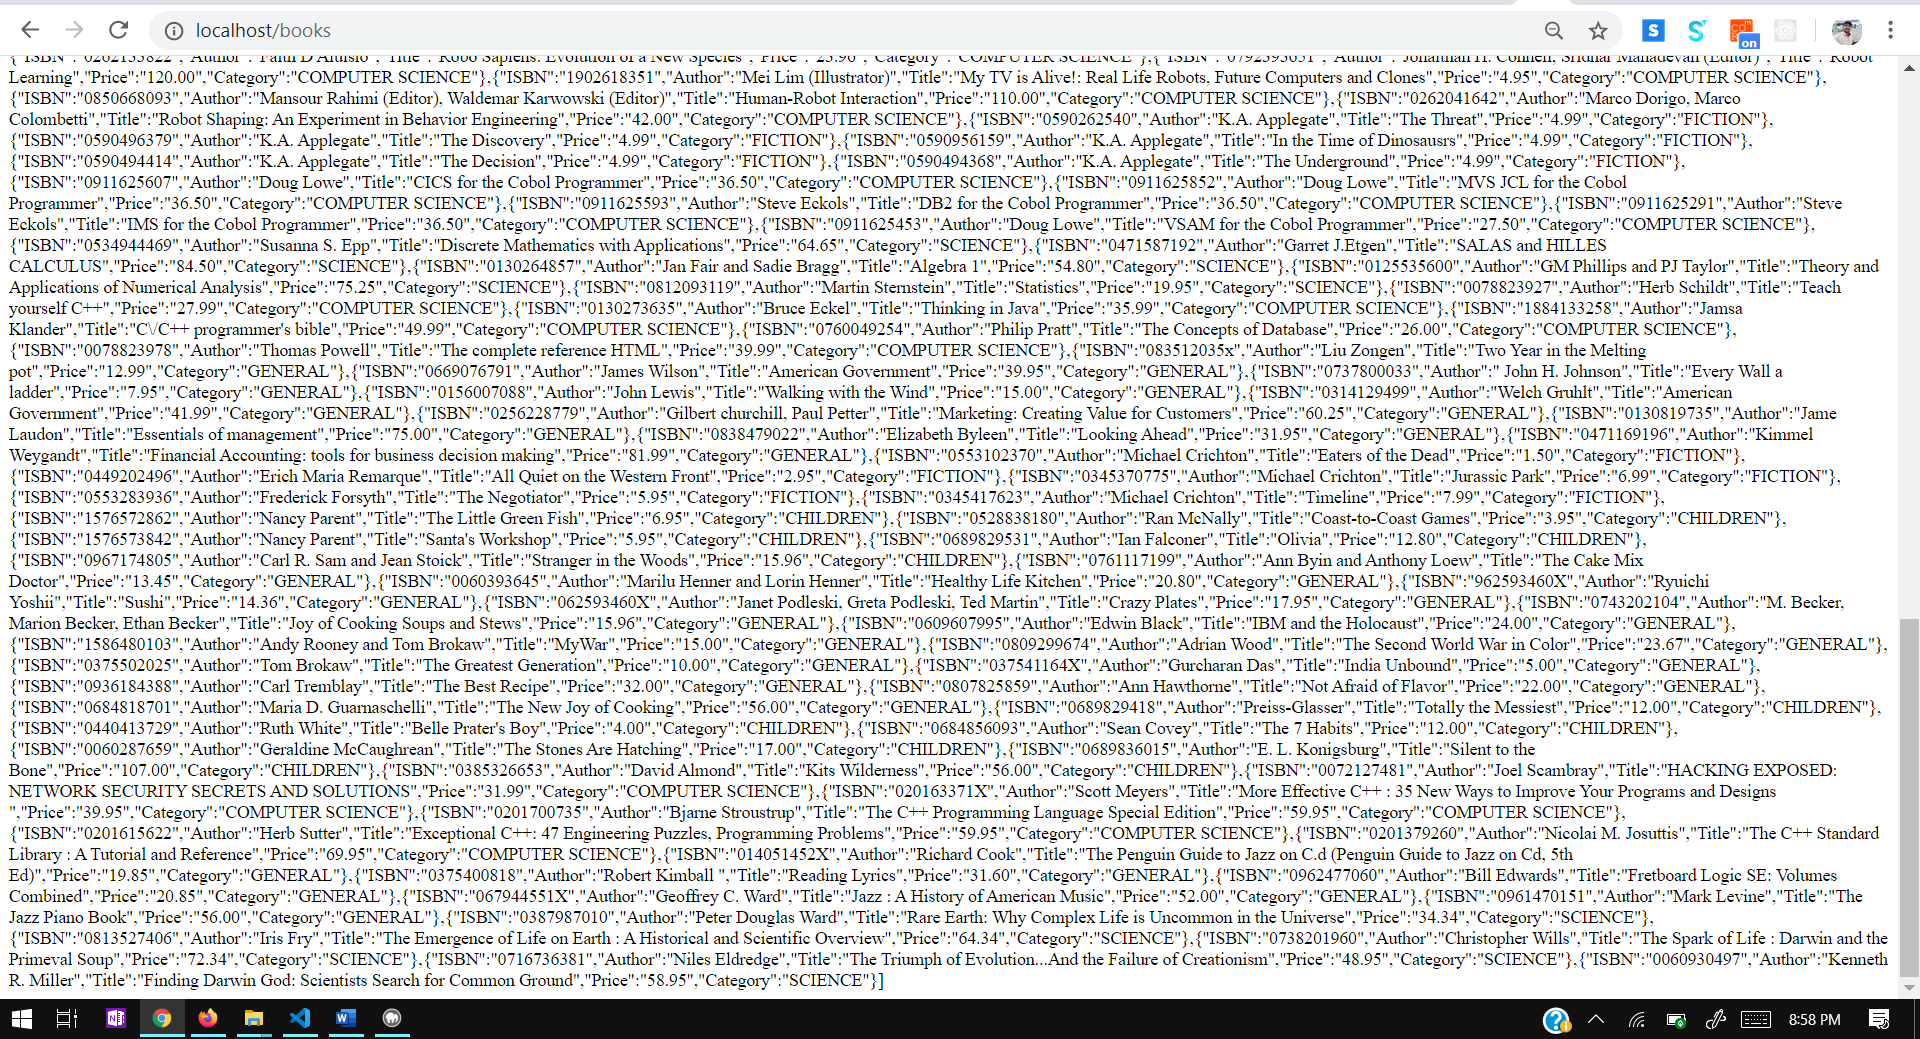 localhost/books
on
{"ISBN":"0262133822","Author":"Faith D'Aluisio","Title":"Robo Sapiens: Evolution of a New Species","Price":"23.96","Category":"COMPUTER SCIENCE"},{"ISBN":"0792393651","Author":"Jonathan H. Connell, Sridhar Mahadevan (Editor)","Title":"Robot
Learning","Price":"120.00","Category":"COMPUTER SCIENCE"},{"ISBN":"1902618351","Author":"Mei Lim (Illustrator)","Title":"My TV is Alive!: Real Life Robots, Future Computers and Clones","Price":"4.95","Category":"COMPUTER SCIENCE"},
{"ISBN":"0850668093","Author":"Mansour Rahimi (Editor), Waldemar Karwowski (Editor)","Title":"Human-Robot Interaction","Price":"110.00","Category":"COMPUTER SCIENCE"},{"ISBN":"0262041642","Author":"Marco Dorigo, Marco
Colombetti","Title":"Robot Shaping: An Experiment in Behavior Engineering","Price":"42.00","Category":"COMPUTER SCIENCE"},{"ISBN":"0590262540","Author":"K.A. Applegate","Title":"The Threat","Price":"4.99","Category":"FICTION"},
{"ISBN":"0590496379","Author":"K.A. Applegate","Title":"The Discovery","Price":"4.99","Category":"FICTION"},{"ISBN":"0590956159","Author":"K.A. Applegate","Title":"In the Time of Dinosausrs","Price":"4.99","Category":"FICTION"},
{"ISBN":"0590494414","Author":"K.A. Applegate","Title":"The Decision","Price":"4.99","Category":"FICTION"},{"ISBN":"0590494368","Author":"K.A. Applegate","Title":"The Underground","Price":"4.99","Category":"FICTION"},
{"ISBN":"0911625607","Author":"Doug Lowe","Title":"CICS for the Cobol Programmer","Price":"36.50","Category":"COMPUTER SCIENCE"},{"ISBN":"0911625852","Author":"Doug Lowe","Title":"MVS JCL for the Cobol
Programmer","Price":"36.50","Category":"COMPUTER SCIENCE"},{"ISBN":"0911625593","Author":"Steve Eckols","Title":"DB2 for the Cobol Programmer","Price":"36.50","Category":"COMPUTER SCIENCE"},{"ISBN":"0911625291","Author":"Steve
Eckols","Title":"IMS for the Cobol Programmer","Price":"36.50","Category":"COMPUTER SCIENCE"},{"ISBN":"0911625453","Author":"Doug Lowe","Title":"VSAM for the Cobol Programmer","Price":"27.50","Category":"COMPUTER SCIENCE"},
{"ISBN":"0534944469","Author":"Susanna S. Epp","Title":"Discrete Mathematics with Applications","Price":"64.65","Category":"SCIENCE"},{"ISBN":"0471587192","Author":"Garret J.Etgen","Title":"SALAS and HILLES
CALCULUS","Price":"84.50","Category":"SCIENCE"},{"ISBN":"0130264857","Author":"Jan Fair and Sadie Bragg","Title":"Algebra 1","Price":"54.80","Category":"SCIENCE"},{"ISBN":"0125535600","Author":"GM Phillips and PJ Taylor","Title":"Theory and
Applications of Numerical Analysis","Price":"75.25","Category":"SCIENCE"},{"ISBN":"0812093119","Author":"Martin Sternstein","Title":"Statistics","Price":"19.95","Category":"SCIENCE"},{"ISBN":"0078823927","Author":"Herb Schildt","Title":"Teach
yourself C++","Price":"27.99","Category":"COMPUTER SCIENCE"},{"ISBN":"0130273635","Author":"Bruce Eckel","Title":"Thinking in Java","Price":"35.99","Category":"COMPUTER SCIENCE"},{"ISBN":"1884133258","Author":"Jamsa
Klander","Title":"C\/C++ programmer's bible","Price":"49.99","Category":"COMPUTER SCIENCE"},{"ISBN":"0760049254","Author":"Philip Pratt","Title":"The Concepts of Database","Price":"26.00","Category":"COMPUTER SCIENCE"},
{"ISBN":"0078823978","Author":"Thomas Powell","Title":"The complete reference HTML","Price":"39.99","Category":"COMPUTER SCIENCE"},{"ISBN":"083512035x","Author":"Liu Zongen","Title":"Two Year in the Melting
pot","Price":"12.99","Category":"GENERAL"},{"ISBN":"0669076791","Author":"James Wilson","Title":"American Government","Price":"39.95","Category":"GENERAL"},{"ISBN":"0737800033","Author":" John H. Johnson","Title":"Every Wall a
ladder","Price":"7.95","Category":"GENERAL"},{"ISBN":"0156007088","Author":"John Lewis","Title":"Walking with the Wind","Price":"15.00","Category":"GENERAL"},{"ISBN":"0314129499","Author":"Welch Gruhlt","Title":"American
Government","Price":"41.99","Category":"GENERAL"},{"ISBN":"0256228779","Author":"Gilbert churchill, Paul Petter","Title":"Marketing: Creating Value for Customers","Price":"60.25","Category":"GENERAL"},{"ISBN":"0130819735","Author":"Jame
Laudon","Title":"Essentials of management","Price":"75.00","Category":"GENERAL"},{"ISBN":"0838479022","Author":"Elizabeth Byleen","Title":"Looking Ahead","Price":"31.95","Category":"GENERAL"},{"ISBN":"0471169196","Author":"Kimmel
Weygandt","Title":"Financial Accounting: tools for business decision making","Price":"81.99","Category":"GENERAL"},{"ISBN":"0553102370","Author":"Michael Crichton","Title":"Eaters of the Dead","Price":"1.50","Category":"FICTION"},
{"ISBN":"0449202496","Author":"Erich Maria Remarque","Title":"All Quiet on the Western Front","Price":"2.95","Category":"FICTION"},{"ISBN":"0345370775","Author":"Michael Crichton","Title":"Jurassic Park","Price":"6.99","Category":"FICTION"},
{"ISBN":"0553283936","Author":"Frederick Forsyth","Title":"The Negotiator","Price":"5.95","Category":"FICTION"},{"ISBN":"0345417623","Author":"Michael Crichton","Title":"Timeline","Price":"7.99","Category":"FICTION"},
{"ISBN":"1576572862","Author":"Nancy Parent","Title":"The Little Green Fish","Price":"6.95","Category":"CHILDREN"},{"ISBN":"0528838180","Author":"Ran McNally","Title":"Coast-to-Coast Games","Price":"3.95","Category":"CHILDREN"},
{"ISBN":"1576573842","Author":"Nancy Parent","Title":"Santa's Workshop","Price":"5.95","Category":"CHILDREN"},{"ISBN":"0689829531","Author":"Ian Falconer","Title":"Olivia","Price":"12.80","Category":"CHILDREN"},
{"ISBN":"0967174805","Author":"Carl R. Sam and Jean Stoick","Title":"Stranger in the Woods","Price":"15.96","Category":"CHILDREN"},{"ISBN":"0761117199","Author":"Ann Byin and Anthony Loew","Title":"The Cake Mix
Doctor","Price":"13.45","Category":"GENERAL"},{"ISBN":"0060393645","Author":"Marilu Henner and Lorin Henner","Title":"Healthy Life Kitchen","Price":"20.80","Category":"GENERAL"},{"ISBN":"962593460X","Author":"Ryuichi
Yoshii","Title":"Sushi","Price":"14.36","Category":"GENERAL"},{"ISBN":"062593460X","Author":"Janet Podleski, Greta Podleski, Ted Martin","Title":"Crazy Plates","Price":"17.95","Category":"GENERAL"},{"ISBN":"0743202104","Author":"M. Becker,
Marion Becker, Ethan Becker","Title":"Joy of Cooking Soups and Stews","Price":"15.96","Category":"GENERAL"},{"ISBN":"0609607995","Author":"Edwin Black","Title":"IBM and the Holocaust","Price":"24.00","Category":"GENERAL"},
{"ISBN":"1586480103","Author":"Andy Rooney and Tom Brokaw","Title":"MyWar","Price":"15.00","Category":"GENERAL"},{"ISBN":"0809299674","Author":"Adrian Wood","Title":"The Second World War in Color","Price":"23.67","Category":"GENERAL"},
{"ISBN":"0375502025","Author":"Tom Brokaw","Title":"The Greatest Generation","Price":"10.00","Category":"GENERAL"},{"ISBN":"037541164X","Author":"Gurcharan Das","Title":"India Unbound","Price":"5.00","Category":"GENERAL"},
{"ISBN":"0936184388","Author":"Carl Tremblay","Title":"The Best Recipe","Price":"32.00","Category":"GENERAL"},{"ISBN":"0807825859","Author":"Ann Hawthorne","Title":"Not Afraid of Flavor","Price":"22.00","Category":"GENERAL"},
{"ISBN":"0684818701","Author":"Maria D. Guarnaschelli","Title":"The New Joy of Cooking","Price":"56.00","Category":"GENERAL"},{"ISBN":"0689829418","Author":"Preiss-Glasser","Title":"Totally the Messiest","Price":"12.00","Category":"CHILDREN"},
{"ISBN":"0440413729","Author":"Ruth White","Title":"Belle Prater's Boy","Price":"4.00","Category":"CHILDREN"},{"ISBN":"0684856093","Author":"Sean Covey","Title":"The 7 Habits","Price":"12.00","Category":"CHILDREN"},
{"ISBN":"0060287659","Author":"Geraldine McCaughrean","Title":"The Stones Are Hatching","Price":"17.00","Category":"CHILDREN"},{"ISBN":"0689836015","Author":"E. L. Konigsburg","Title":"Silent to the
Bone","Price":"107.00","Category":"CHILDREN"},{"ISBN":"0385326653","Author":"David Almond","Title":"Kits Wilderness","Price":"56.00","Category":"CHILDREN"},{"ISBN":"0072127481","Author":"Joel Scambray","Title":"HACKING EXPOSED:
NETWORK SECURITY SECRETS AND SOLUTIONS","Price":"31.99","Category":"COMPUTER SCIENCE"},{"ISBN":"020163371X","Author":"Scott Meyers","Title":"More Effective C++ : 35 New Ways to Improve Your Programs and Designs
","Price":"39.95","Category":"COMPUTER SCIENCE"},{"ISBN":"0201700735","Author":"Bjarne Stroustrup","Title":"The C++ Programming Language Special Edition","Price":"59.95","Category":"COMPUTER SCIENCE"},
{"ISBN":"0201615622","Author":"Herb Sutter","Title":"Exceptional C++: 47 Engineering Puzzles, Programming Problems","Price":"59.95","Category":"COMPUTER SCIENCE"},{"ISBN":"0201379260","Author":"Nicolai M. Josuttis","Title":"The C++ Standard
Library : A Tutorial and Reference","Price":"69.95","Category":"COMPUTER SCIENCE"},{"ISBN":"014051452X","Author":"Richard Cook","Title":"The Penguin Guide to Jazz on C.d (Penguin Guide to Jazz on Cd, 5th
Ed)","Price":"19.85","Category":"GENERAL"},{"ISBN":"0375400818","Author":"Robert Kimball ","Title":"Reading Lyrics","Price":"31.60","Category":"GENERAL"},{"ISBN":"0962477060","Author":"Bill Edwards","Title":"Fretboard Logic SE: Volumes
Combined","Price":"20.85","Category":"GENERAL"},{"ISBN":"067944551X","Author":"Geoffrey C. Ward","Title":"Jazz : A History of American Music","Price":"52.00","Category":"GENERAL"},{"ISBN":"0961470151","Author":"Mark Levine","Title":"The
Jazz Piano Book","Price":"56.00","Category":"GENERAL"},{"ISBN":"0387987010","Author":"Peter Douglas Ward","Title":"Rare Earth: Why Complex Life is Uncommon in the Universe","Price":"34.34","Category":"SCIENCE"},
{"ISBN":"0813527406","Author":"Iris Fry","Title":"The Emergence of Life on Earth : A Historical and Scientific Overview","Price":"64.34","Category":"SCIENCE"},{"ISBN":"0738201960","Author":"Christopher Wills","Title":"The Spark of Life : Darwin and the
Primeval Soup","Price":"72.34","Category":"SCIENCE"},{"ISBN":"0716736381","Author":"Niles Eldredge","Title":"The Triumph of Evolution...And the Failure of Creationism","Price":"48.95","Category":"SCIENCE"},{"ISBN":"0060930497","Author":"Kenneth
R. Miller","Title":"Finding Darwin God: Scientists Search for Common Ground","Price":"58.95","Category":"SCIENCE"}]
8:58 PM